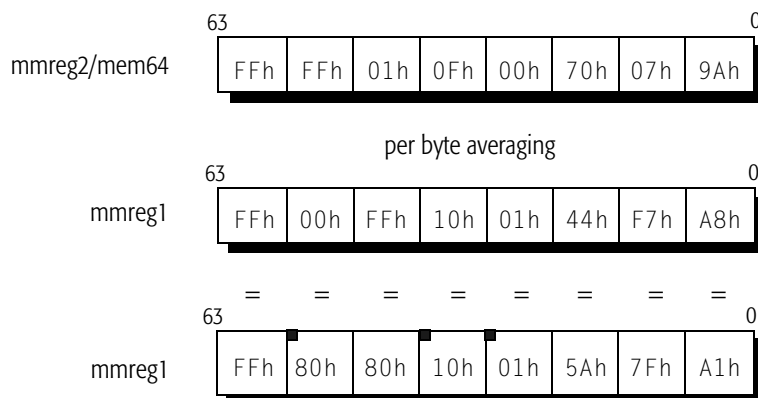 63 0
mmreg2/mem64 FFh FFh 01h 0Fh 00h 70h 07h 9Ah
per byte averaging
63 0
mmreg1 FFh 00h FFh 10h 01h 44h F7h A8h
= = = = = = = =
63 0
mmreg1 FFh 80h 80h 10h 01h 5Ah 7Fh A1h